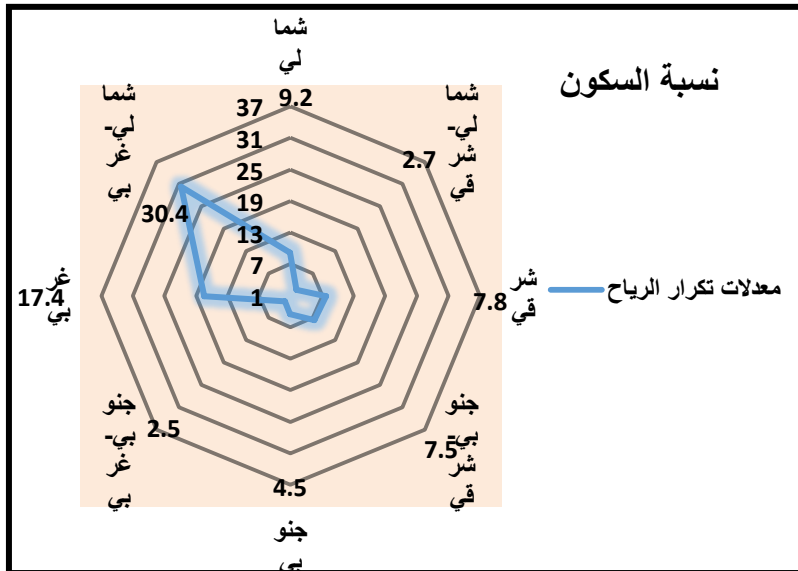 نسبة السكون
شما
لي
9.2
شما
لي-
شر
قي
2.7
شر
قي
7.8
جنو
بي-
شر
قي
7.5
جنو
بي
4.5
جنو
بي-
غر
بي
2.5
غر
بي
17.4
شما
لي-
غر
بي
30.4
37
31
25
19
13
7
1
معدلات تكرار الرياح